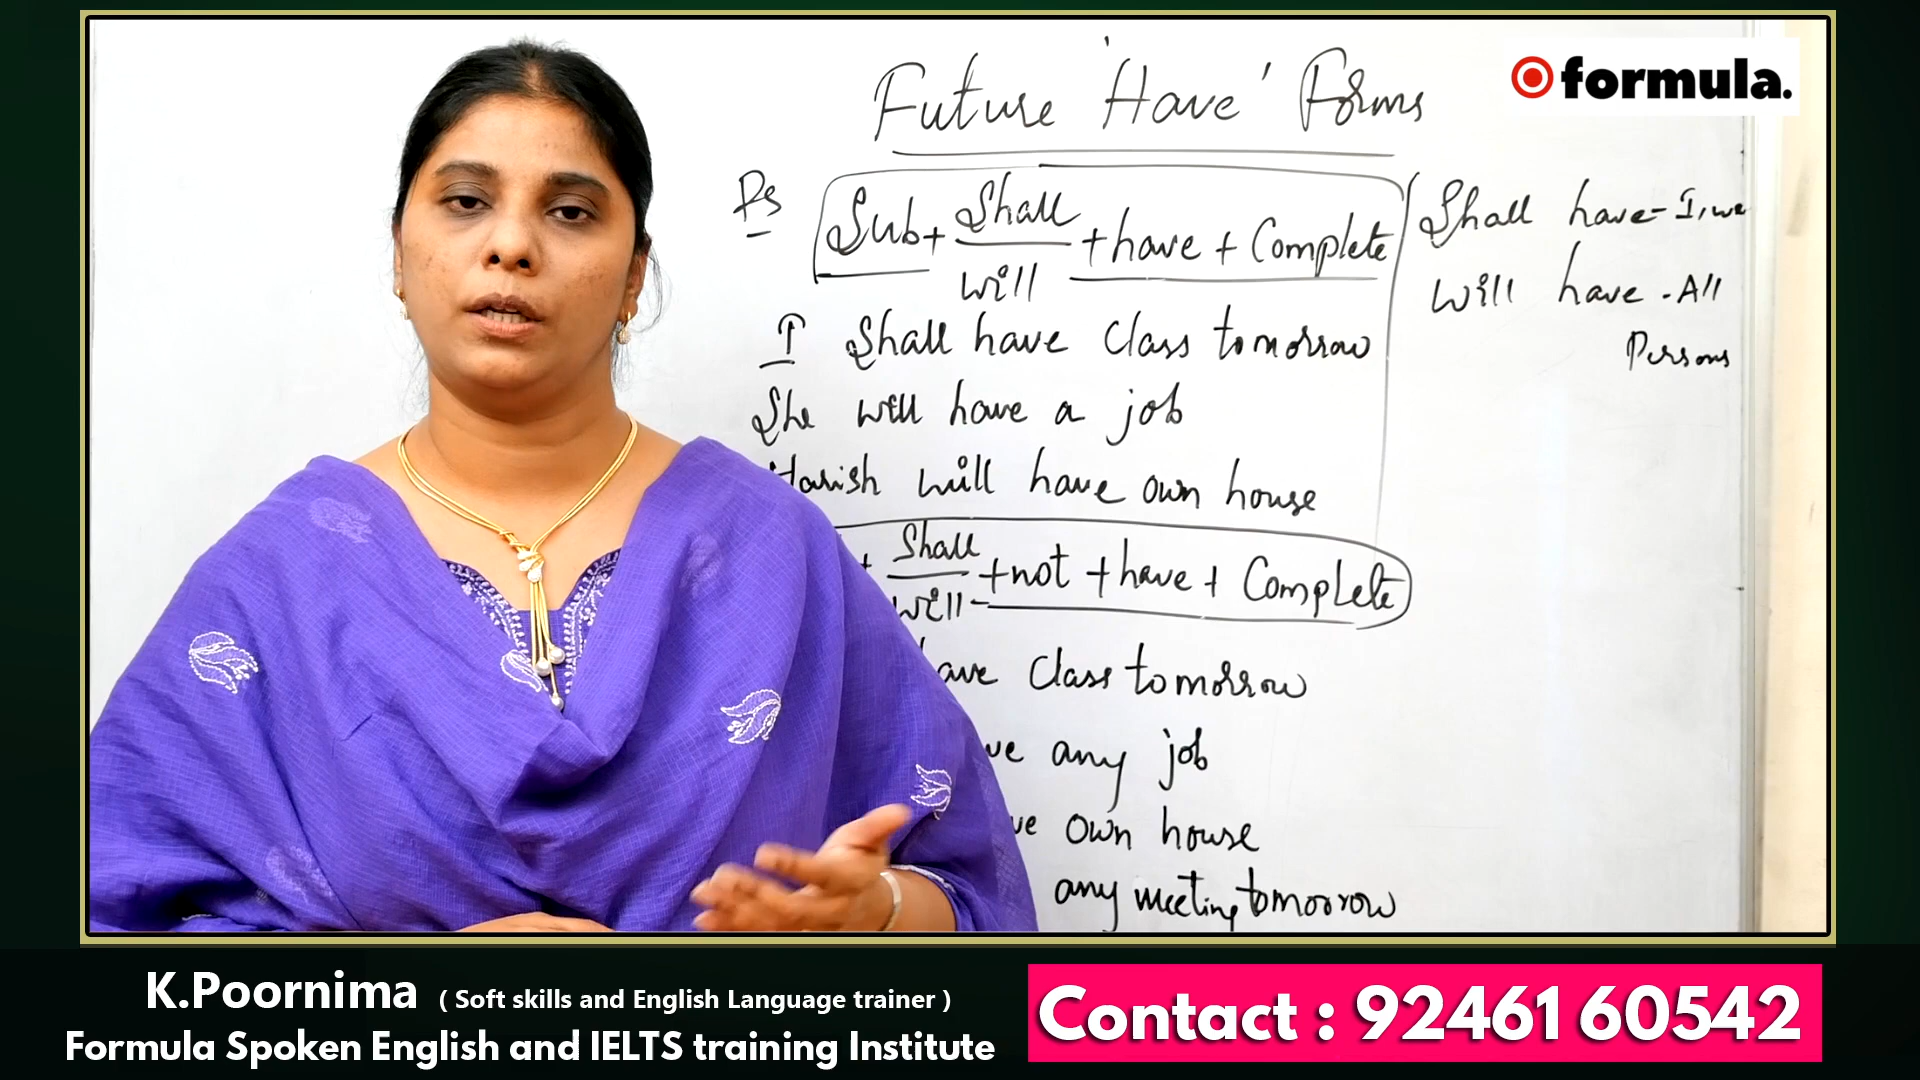 Future 'Have' Forms
formula.
Ps Sub + Shall / will + have + Complete
Shall have - I, we
will have - All
Persons
I Shall have class tomorrow
She will have a job
Harish will have own house
+ Shall / will + not + have + Complete
have class tomorrow
any job
own house
any meeting tomorrow
K.Poornima ( Soft skills and English Language trainer )
Formula Spoken English and IELTS training Institute
Contact : 92461 60542